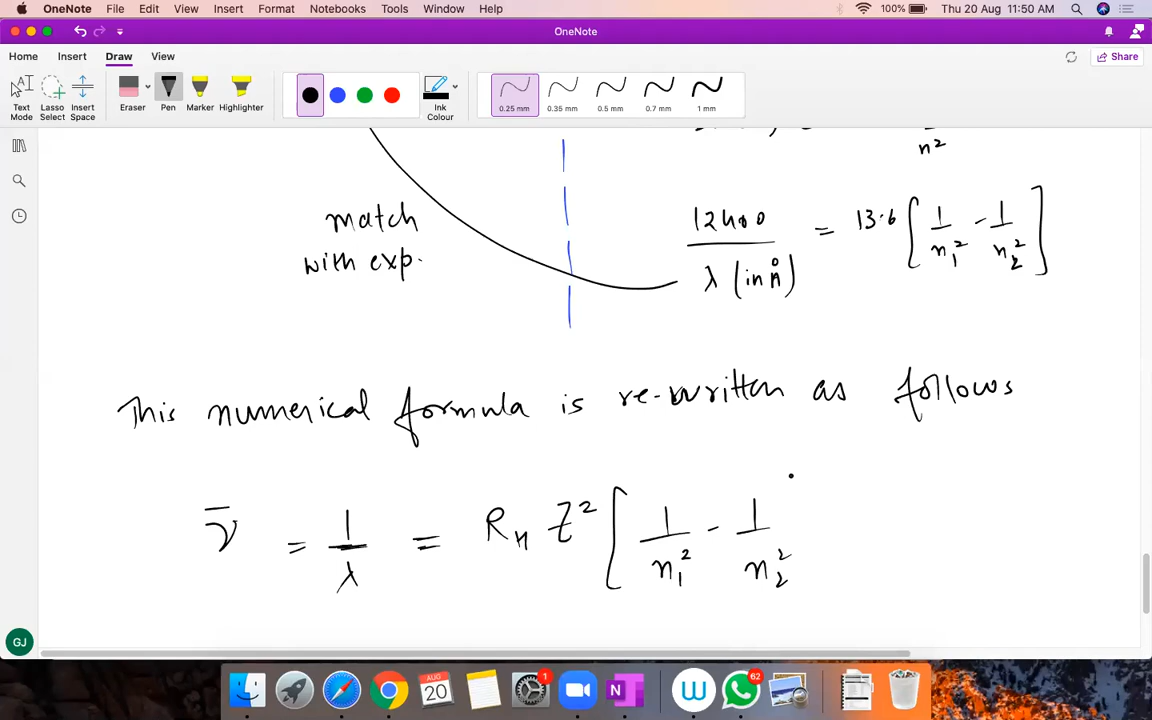 OneNote File Edit View Insert Format Notebooks Tools Window Help 100% Thu 20 Aug 11:50 AM
OneNote
Home Insert Draw View Share
Text Mode Lasso Select Insert Space Eraser Pen Marker Highlighter Ink Colour 0.25 mm 0.35 mm 0.5 mm 0.7 mm 1 mm
n²
match
with exp.
12400 / λ (in Å) = 13.6 [ 1/n₁² - 1/n₂² ]
This numerical formula is re-written as follows
ν̄ = 1/λ = R_H Z² [ 1/n₁² - 1/n₂²
GJ
AUG 20 1 62